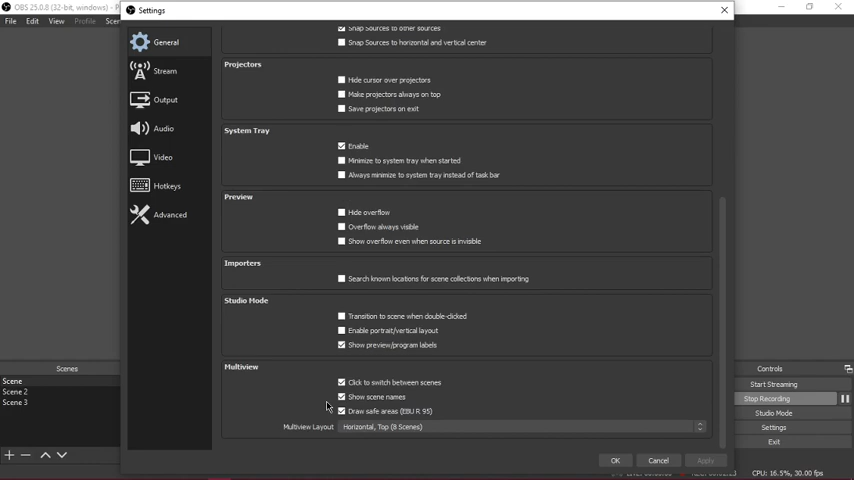 OBS 25.0.8 (32-bit, windows)
Settings
File Edit View Profile
General
Stream
Output
Audio
Video
Hotkeys
Advanced
Snap Sources to other sources
Snap Sources to horizontal and vertical center
Projectors
Hide cursor over projectors
Make projectors always on top
Save projectors on exit
System Tray
Enable
Minimize to system tray when started
Always minimize to system tray instead of task bar
Preview
Hide overflow
Overflow always visible
Show overflow even when source is invisible
Importers
Search known locations for scene collections when importing
Studio Mode
Transition to scene when double-clicked
Enable portrait/vertical layout
Show preview/program labels
Multiview
Click to switch between scenes
Show scene names
Draw safe areas (EBU R 95)
Multiview Layout Horizontal, Top (8 Scenes)
OK Cancel Apply
Scenes
Scene
Scene 2
Scene 3
Controls
Start Streaming
Stop Recording
Studio Mode
Settings
Exit
CPU: 16.5%, 30.00 fps